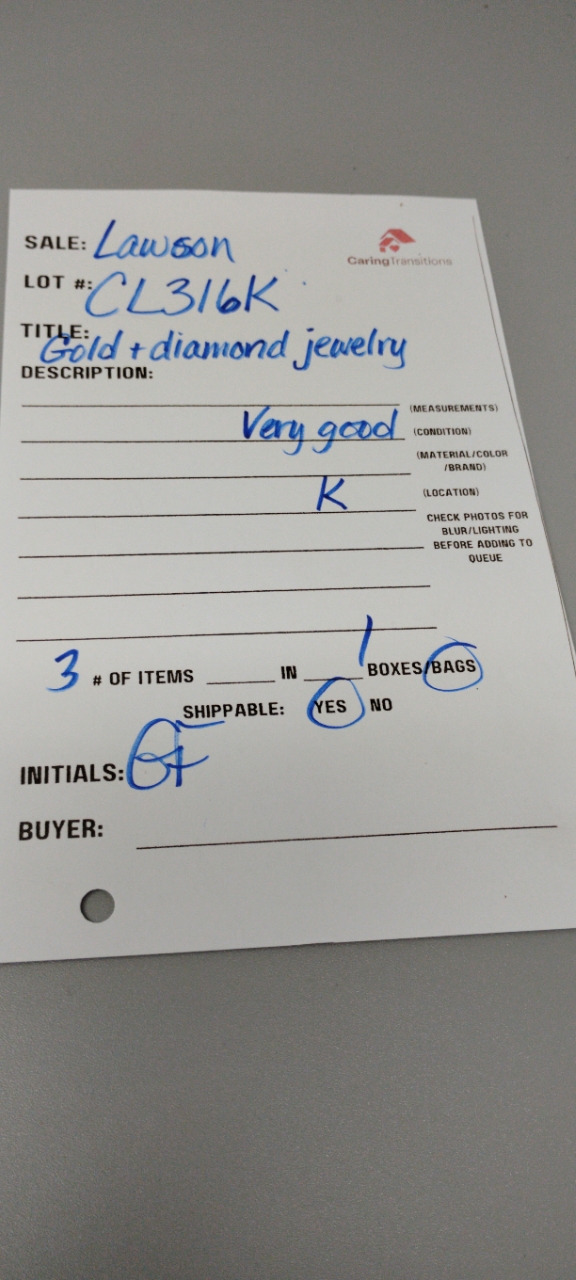 SALE: Lawson
CaringTransitions
LOT #: CL316K
TITLE: Gold + diamond jewelry
DESCRIPTION:
(MEASUREMENTS)
Very good (CONDITION)
(MATERIAL/COLOR
/BRAND)
K (LOCATION)
CHECK PHOTOS FOR
BLUR/LIGHTING
BEFORE ADDING TO
QUEUE
3 # OF ITEMS IN 1 BOXES/BAGS
SHIPPABLE: YES NO
INITIALS:
BUYER: